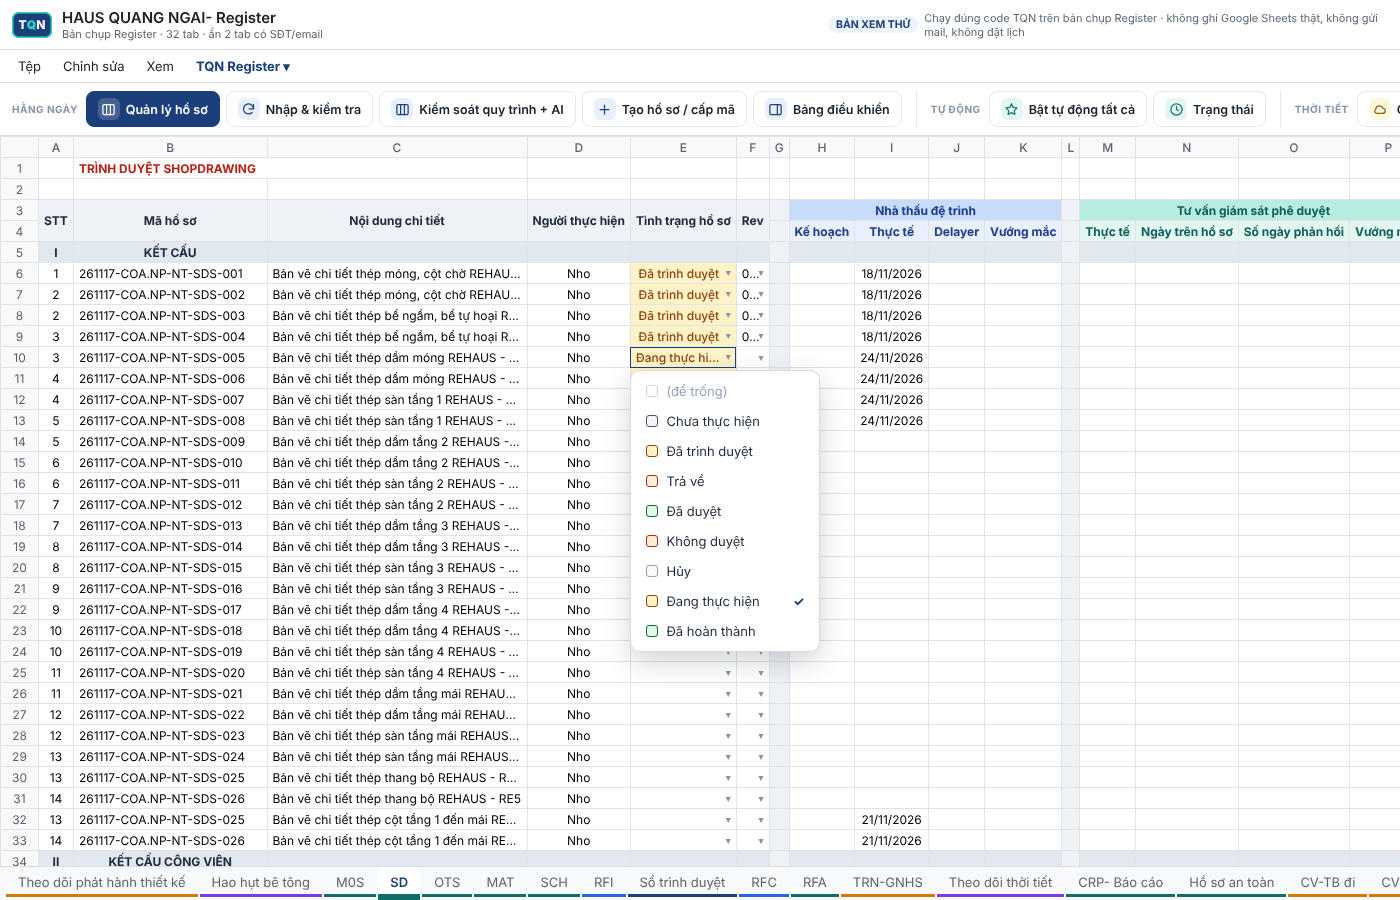 TQN
HAUS QUANG NGAI- Register
Bản chụp Register · 32 tab · ẩn 2 tab có SĐT/email
BẢN XEM THỬ
Chạy đúng code TQN trên bản chụp Register · không ghi Google Sheets thật, không gửi
mail, không đặt lịch
Tệp Chỉnh sửa Xem TQN Register ▾
HẰNG NGÀY Quản lý hồ sơ Nhập & kiểm tra Kiểm soát quy trình + AI Tạo hồ sơ / cấp mã Bảng điều khiển TỰ ĐỘNG Bật tự động tất cả Trạng thái THỜI TIẾT
A B C D E F G H I J K L M N O P
1 TRÌNH DUYỆT SHOPDRAWING
2
3 STT Mã hồ sơ Nội dung chi tiết Người thực hiện Tình trạng hồ sơ Rev Nhà thầu đệ trình Tư vấn giám sát phê duyệt
4 Kế hoạch Thực tế Delayer Vướng mắc Thực tế Ngày trên hồ sơ Số ngày phản hồi Vướng
5 I KẾT CẤU
6 1 261117-COA.NP-NT-SDS-001 Bản vẽ chi tiết thép móng, cột chờ REHAU... Nho Đã trình duyệt 0... 18/11/2026
7 2 261117-COA.NP-NT-SDS-002 Bản vẽ chi tiết thép móng, cột chờ REHAU... Nho Đã trình duyệt 0... 18/11/2026
8 2 261117-COA.NP-NT-SDS-003 Bản vẽ chi tiết thép bể ngầm, bể tự hoại R... Nho Đã trình duyệt 0... 18/11/2026
9 3 261117-COA.NP-NT-SDS-004 Bản vẽ chi tiết thép bể ngầm, bể tự hoại R... Nho Đã trình duyệt 0... 18/11/2026
10 3 261117-COA.NP-NT-SDS-005 Bản vẽ chi tiết thép dầm móng REHAUS - ... Nho Đang thực hi... 24/11/2026
11 4 261117-COA.NP-NT-SDS-006 Bản vẽ chi tiết thép dầm móng REHAUS - ... Nho 24/11/2026
12 4 261117-COA.NP-NT-SDS-007 Bản vẽ chi tiết thép sàn tầng 1 REHAUS - ... Nho 24/11/2026
13 5 261117-COA.NP-NT-SDS-008 Bản vẽ chi tiết thép sàn tầng 1 REHAUS - ... Nho 24/11/2026
14 5 261117-COA.NP-NT-SDS-009 Bản vẽ chi tiết thép dầm tầng 2 REHAUS -... Nho
15 6 261117-COA.NP-NT-SDS-010 Bản vẽ chi tiết thép dầm tầng 2 REHAUS -... Nho
16 6 261117-COA.NP-NT-SDS-011 Bản vẽ chi tiết thép sàn tầng 2 REHAUS - ... Nho
17 7 261117-COA.NP-NT-SDS-012 Bản vẽ chi tiết thép sàn tầng 2 REHAUS - ... Nho
18 7 261117-COA.NP-NT-SDS-013 Bản vẽ chi tiết thép dầm tầng 3 REHAUS -... Nho
19 8 261117-COA.NP-NT-SDS-014 Bản vẽ chi tiết thép dầm tầng 3 REHAUS -... Nho
20 8 261117-COA.NP-NT-SDS-015 Bản vẽ chi tiết thép sàn tầng 3 REHAUS - ... Nho
21 9 261117-COA.NP-NT-SDS-016 Bản vẽ chi tiết thép sàn tầng 3 REHAUS - ... Nho
22 9 261117-COA.NP-NT-SDS-017 Bản vẽ chi tiết thép dầm tầng 4 REHAUS -... Nho
23 10 261117-COA.NP-NT-SDS-018 Bản vẽ chi tiết thép dầm tầng 4 REHAUS -... Nho
24 10 261117-COA.NP-NT-SDS-019 Bản vẽ chi tiết thép sàn tầng 4 REHAUS - ... Nho
25 11 261117-COA.NP-NT-SDS-020 Bản vẽ chi tiết thép sàn tầng 4 REHAUS - ... Nho
26 11 261117-COA.NP-NT-SDS-021 Bản vẽ chi tiết thép dầm tầng mái REHAU... Nho
27 12 261117-COA.NP-NT-SDS-022 Bản vẽ chi tiết thép dầm tầng mái REHAU... Nho
28 12 261117-COA.NP-NT-SDS-023 Bản vẽ chi tiết thép sàn tầng mái REHAUS... Nho
29 13 261117-COA.NP-NT-SDS-024 Bản vẽ chi tiết thép sàn tầng mái REHAUS... Nho
30 13 261117-COA.NP-NT-SDS-025 Bản vẽ chi tiết thép thang bộ REHAUS - R... Nho
31 14 261117-COA.NP-NT-SDS-026 Bản vẽ chi tiết thép thang bộ REHAUS - RE5 Nho
32 13 261117-COA.NP-NT-SDS-025 Bản vẽ chi tiết thép cột tầng 1 đến mái RE... Nho 21/11/2026
33 14 261117-COA.NP-NT-SDS-026 Bản vẽ chi tiết thép cột tầng 1 đến mái RE... Nho 21/11/2026
34 II KẾT CẤU CÔNG VIÊN
(để trống)
Chưa thực hiện
Đã trình duyệt
Trả về
Đã duyệt
Không duyệt
Hủy
Đang thực hiện
Đã hoàn thành
Theo dõi phát hành thiết kế Hao hụt bê tông M0S SD OTS MAT SCH RFI Sổ trình duyệt RFC RFA TRN-GNHS Theo dõi thời tiết CRP- Báo cáo Hồ sơ an toàn CV-TB đi CV